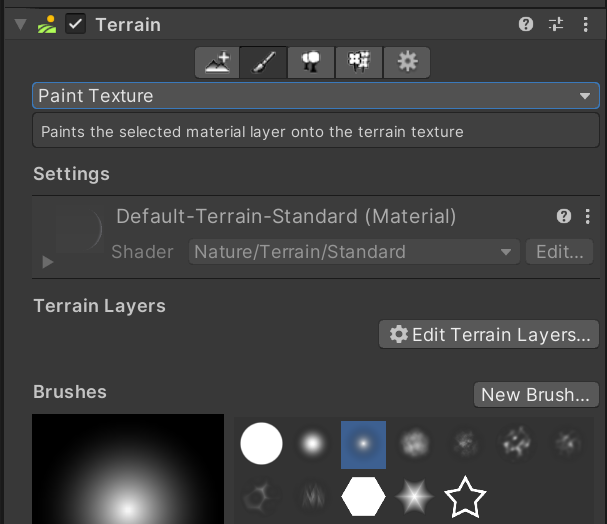 Terrain
Paint Texture
Paints the selected material layer onto the terrain texture
Settings
Default-Terrain-Standard (Material)
Shader Nature/Terrain/Standard Edit...
Terrain Layers
Edit Terrain Layers...
Brushes
New Brush...